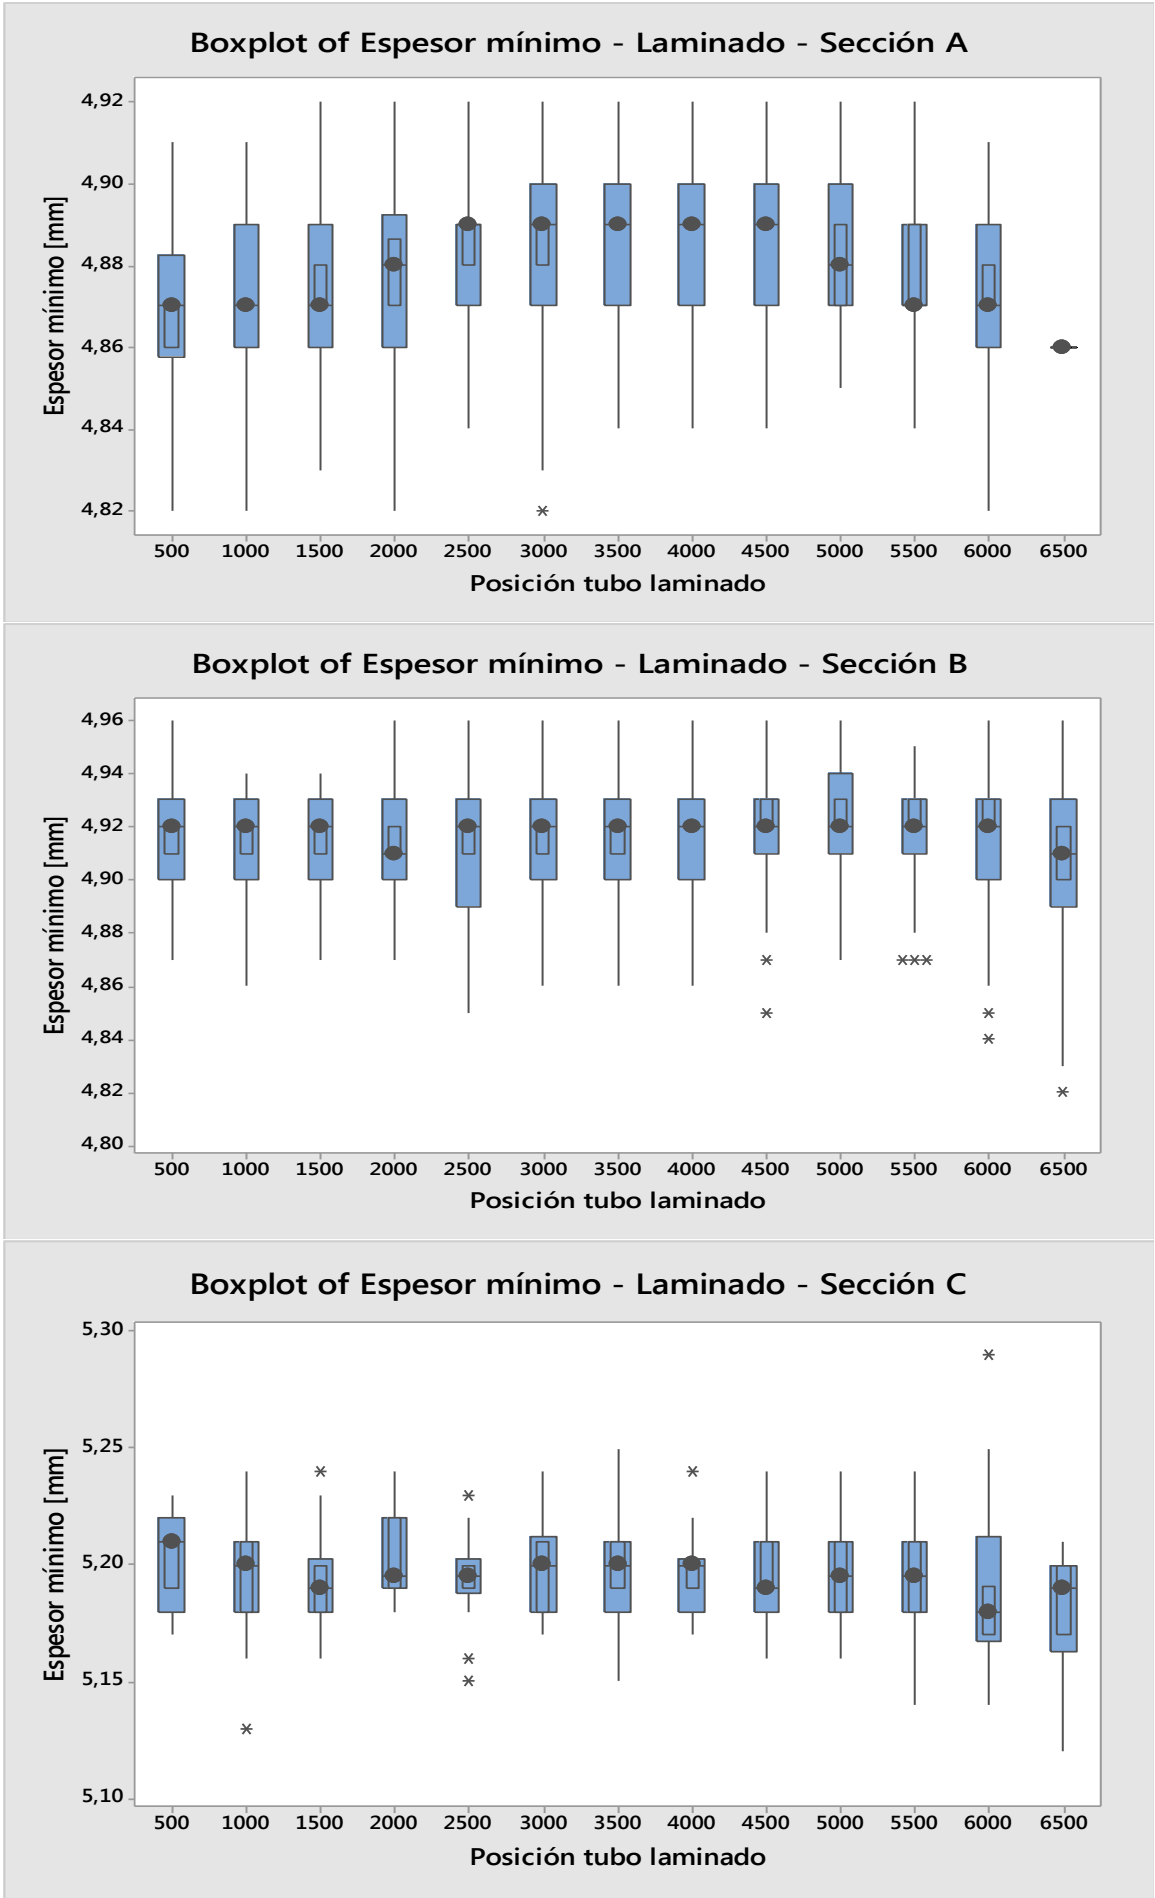 Boxplot of Espesor mínimo - Laminado - Sección A
Espesor mínimo [mm]
4,92
4,90
4,88
4,86
4,84
4,82
500 1000 1500 2000 2500 3000 3500 4000 4500 5000 5500 6000 6500
Posición tubo laminado
Boxplot of Espesor mínimo - Laminado - Sección B
Espesor mínimo [mm]
4,96
4,94
4,92
4,90
4,88
4,86
4,84
4,82
4,80
500 1000 1500 2000 2500 3000 3500 4000 4500 5000 5500 6000 6500
Posición tubo laminado
Boxplot of Espesor mínimo - Laminado - Sección C
Espesor mínimo [mm]
5,30
5,25
5,20
5,15
5,10
500 1000 1500 2000 2500 3000 3500 4000 4500 5000 5500 6000 6500
Posición tubo laminado